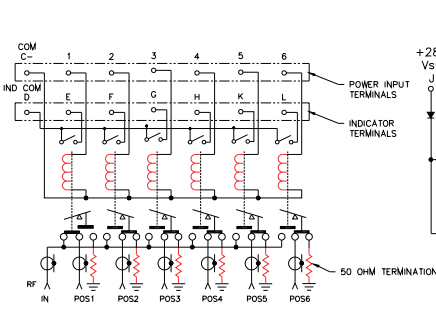 COM
C- 1 2 3 4 5 6
IND COM
D E F G H K L
POWER INPUT
TERMINALS
INDICATOR
TERMINALS
50 OHM TERMINATION
RF
IN POS1 POS2 POS3 POS4 POS5 POS6
+28
J